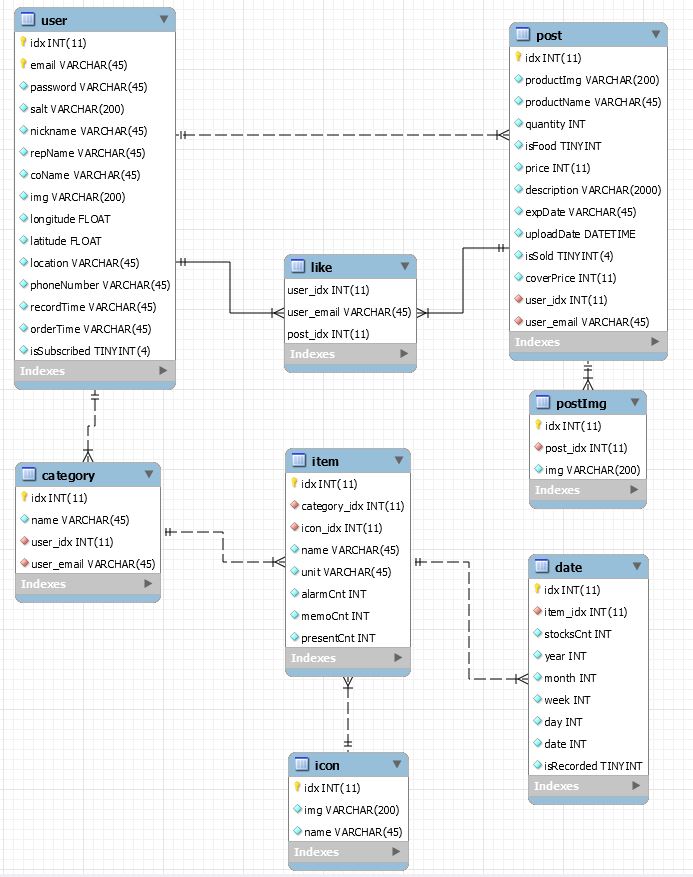 user
idx INT(11)
email VARCHAR(45)
password VARCHAR(45)
salt VARCHAR(200)
nickname VARCHAR(45)
repName VARCHAR(45)
coName VARCHAR(45)
img VARCHAR(200)
longitude FLOAT
latitude FLOAT
location VARCHAR(45)
phoneNumber VARCHAR(45)
recordTime VARCHAR(45)
orderTime VARCHAR(45)
isSubscribed TINYINT(4)
Indexes
post
idx INT(11)
productImg VARCHAR(200)
productName VARCHAR(45)
quantity INT
isFood TINYINT
price INT(11)
description VARCHAR(2000)
expDate VARCHAR(45)
uploadDate DATETIME
isSold TINYINT(4)
coverPrice INT(11)
user_idx INT(11)
user_email VARCHAR(45)
Indexes
like
user_idx INT(11)
user_email VARCHAR(45)
post_idx INT(11)
Indexes
postImg
idx INT(11)
post_idx INT(11)
img VARCHAR(200)
Indexes
category
idx INT(11)
name VARCHAR(45)
user_idx INT(11)
user_email VARCHAR(45)
Indexes
item
idx INT(11)
category_idx INT(11)
icon_idx INT(11)
name VARCHAR(45)
unit VARCHAR(45)
alarmCnt INT
memoCnt INT
presentCnt INT
Indexes
date
idx INT(11)
item_idx INT(11)
stocksCnt INT
year INT
month INT
week INT
day INT
date INT
isRecorded TINYINT
Indexes
icon
idx INT(11)
img VARCHAR(200)
name VARCHAR(45)
Indexes